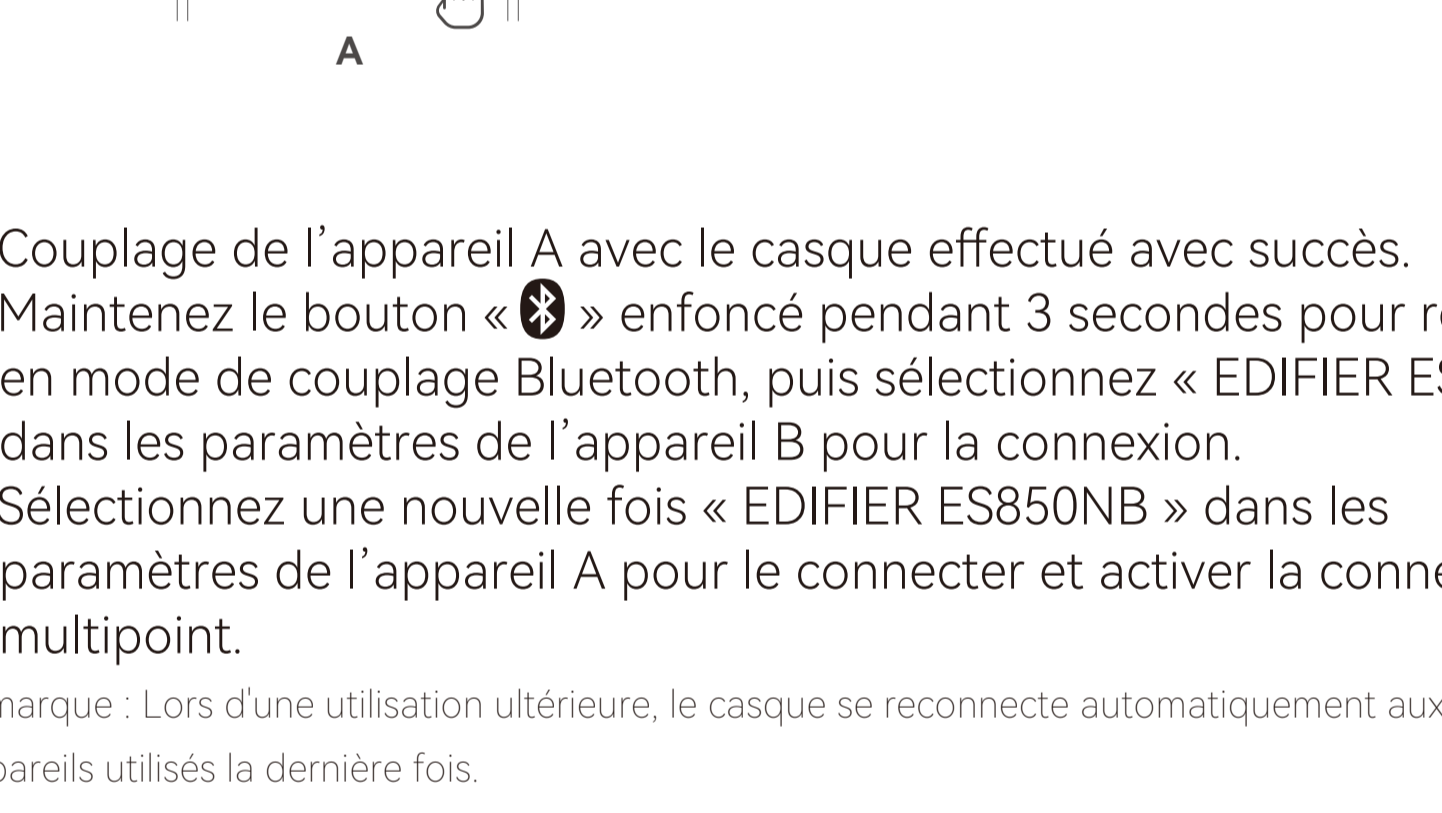 A
Couplage de l’appareil A avec le casque effectué avec succès.
Maintenez le bouton « » enfoncé pendant 3 secondes pour
en mode de couplage Bluetooth, puis sélectionnez « EDIFIER
dans les paramètres de l’appareil B pour la connexion.
Sélectionnez une nouvelle fois « EDIFIER ES850NB » dans les
paramètres de l’appareil A pour le connecter et activer la
multipoint.
: Lors d'une utilisation ultérieure, le casque se reconnecte automatiquement aux
utilisés la dernière fois.